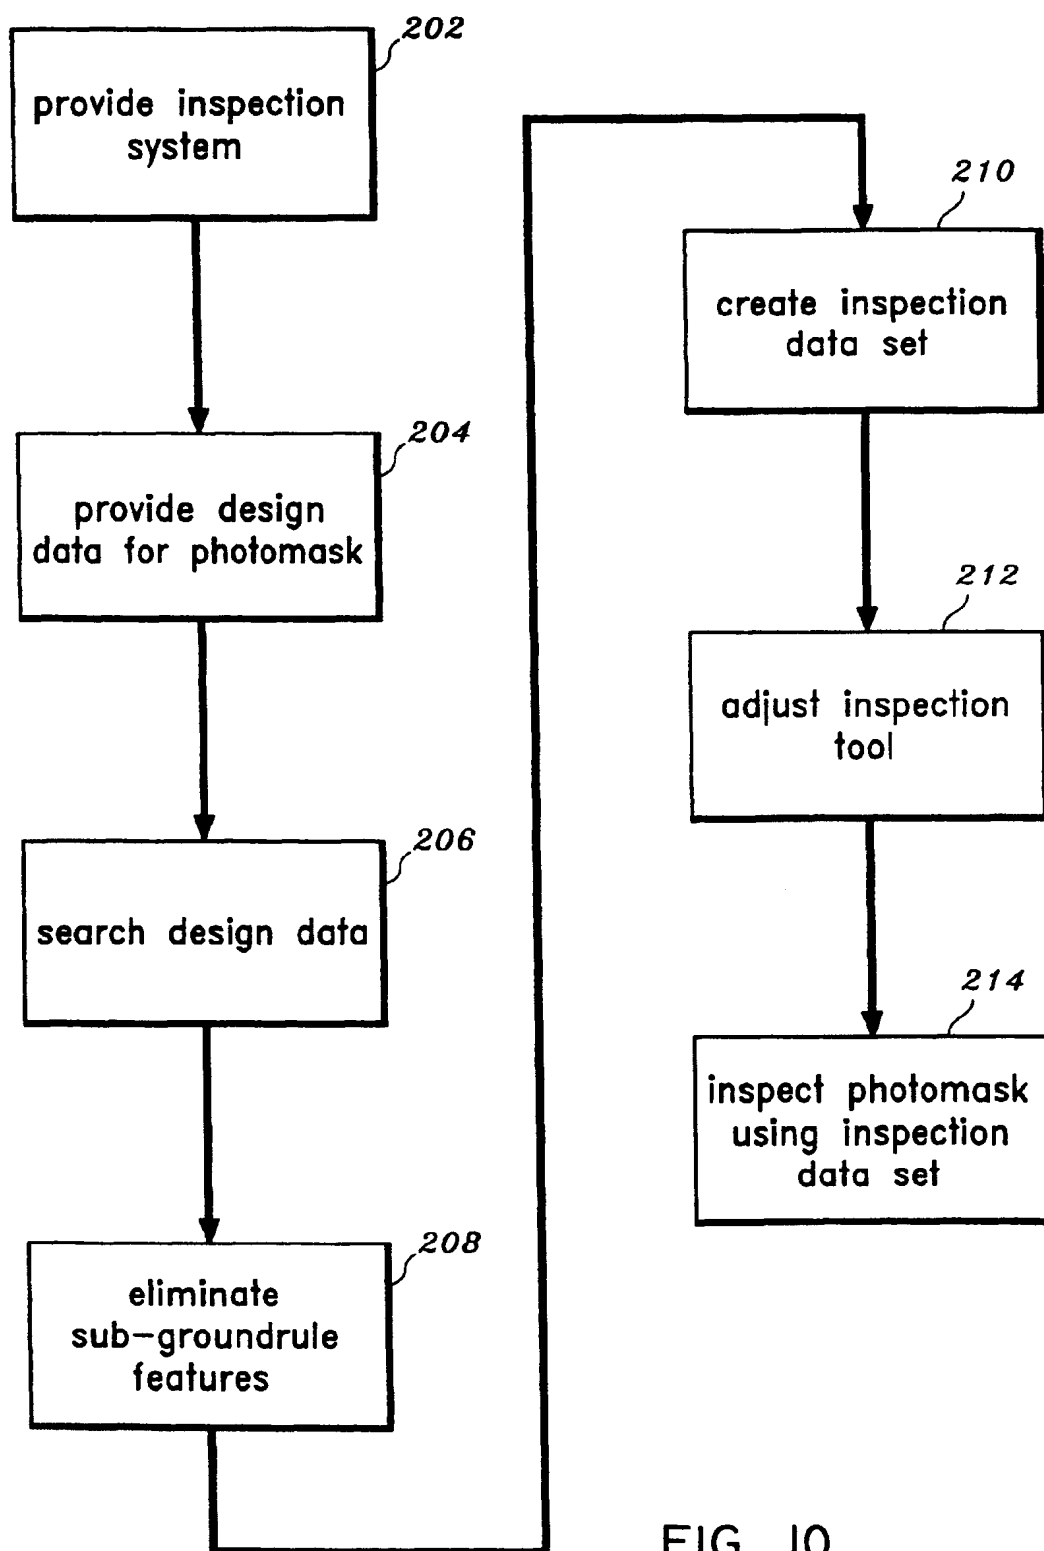 202
provide inspection
system
204
provide design
data for photomask
206
search design data
208
eliminate
sub-groundrule
features
210
create inspection
data set
212
adjust inspection
tool
214
inspect photomask
using inspection
data set
FIG. 10